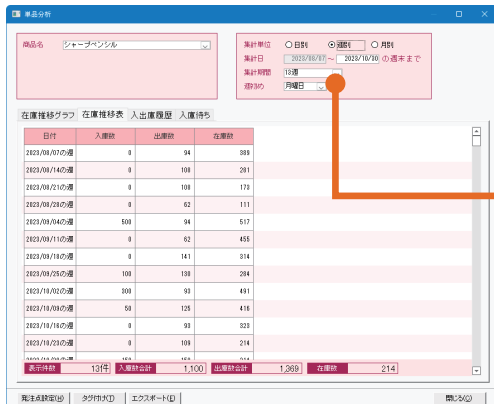 単品分析
商品名 シャープペンシル
集計単位 日別 週別 月別
集計日 2023/08/07 ～ 2023/10/30 の週末まで
集計期間 13週
週初め 月曜日
在庫推移グラフ 在庫推移表 入出庫履歴 入庫待ち
日付 入庫数 出庫数 在庫数
2023/08/07の週 0 94 389
2023/08/14の週 0 108 281
2023/08/21の週 0 108 173
2023/08/28の週 0 62 111
2023/09/04の週 500 94 517
2023/09/11の週 0 62 455
2023/09/18の週 0 141 314
2023/09/25の週 100 130 284
2023/10/02の週 300 93 491
2023/10/09の週 50 125 416
2023/10/16の週 0 93 323
2023/10/23の週 0 109 214
表示件数 13件 入庫数合計 1,100 出庫数合計 1,369 在庫数 214
発注点設定(H) タグ付け(T) エクスポート(E) 閉じる(C)